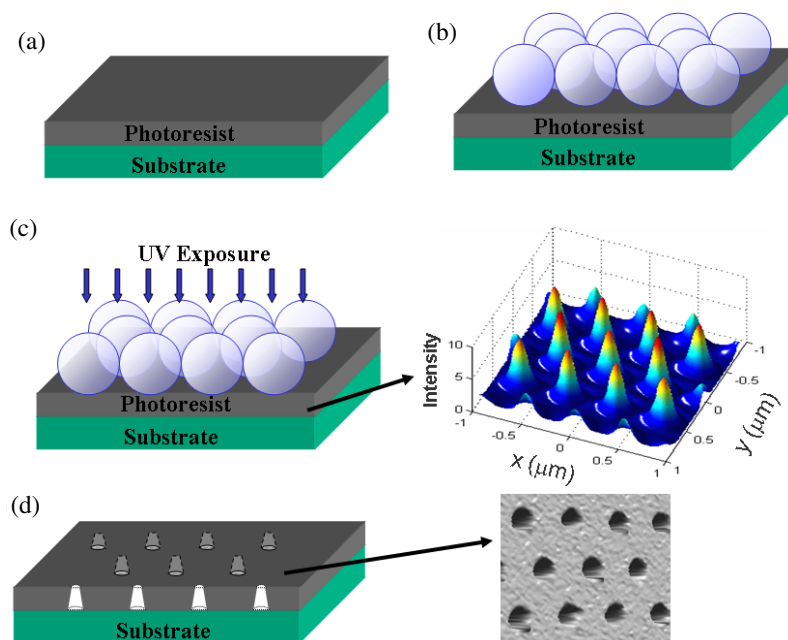 (a)
Photoresist
Substrate
(b)
Photoresist
Substrate
(c)
UV Exposure
Photoresist
Substrate
Intensity
10
5
0
-1
-0.5
0
0.5
1
x (μm)
-1
-0.5
0
0.5
1
y (μm)
(d)
Substrate